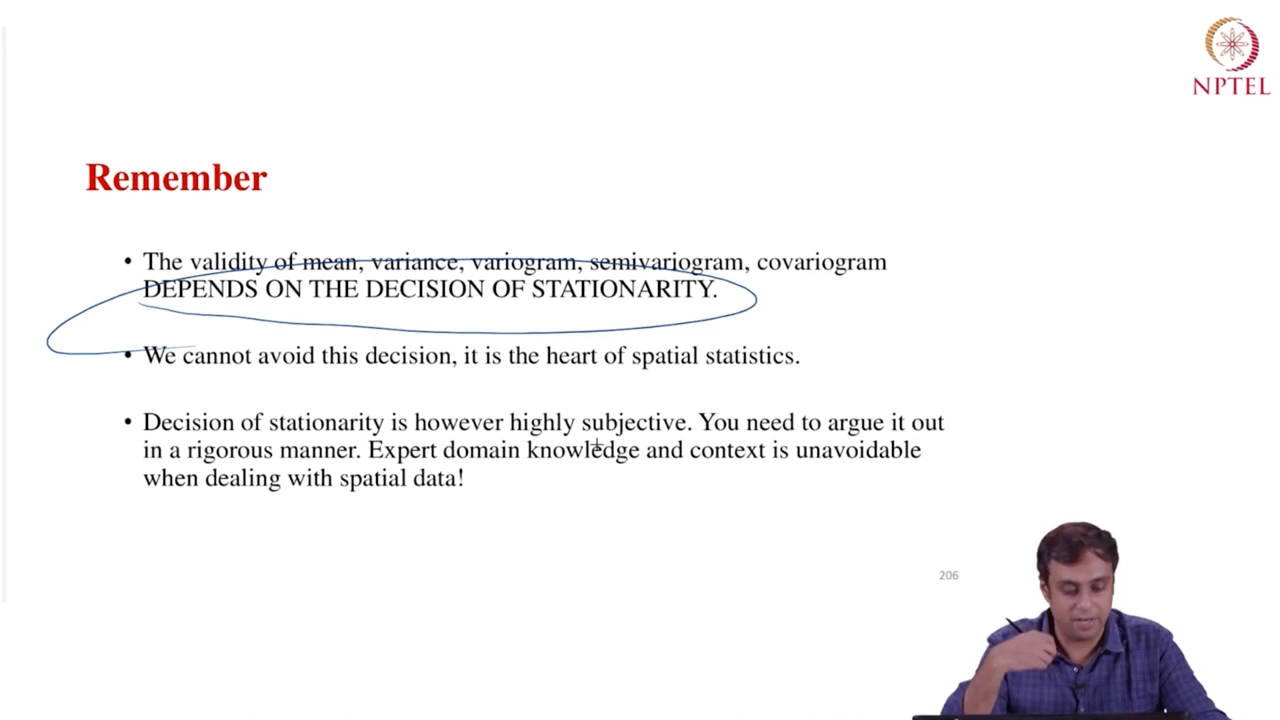 NPTEL
Remember
• The validity of mean, variance, variogram, semivariogram, covariogram
DEPENDS ON THE DECISION OF STATIONARITY.
• We cannot avoid this decision, it is the heart of spatial statistics.
• Decision of stationarity is however highly subjective. You need to argue it out
in a rigorous manner. Expert domain knowledge and context is unavoidable
when dealing with spatial data!
206